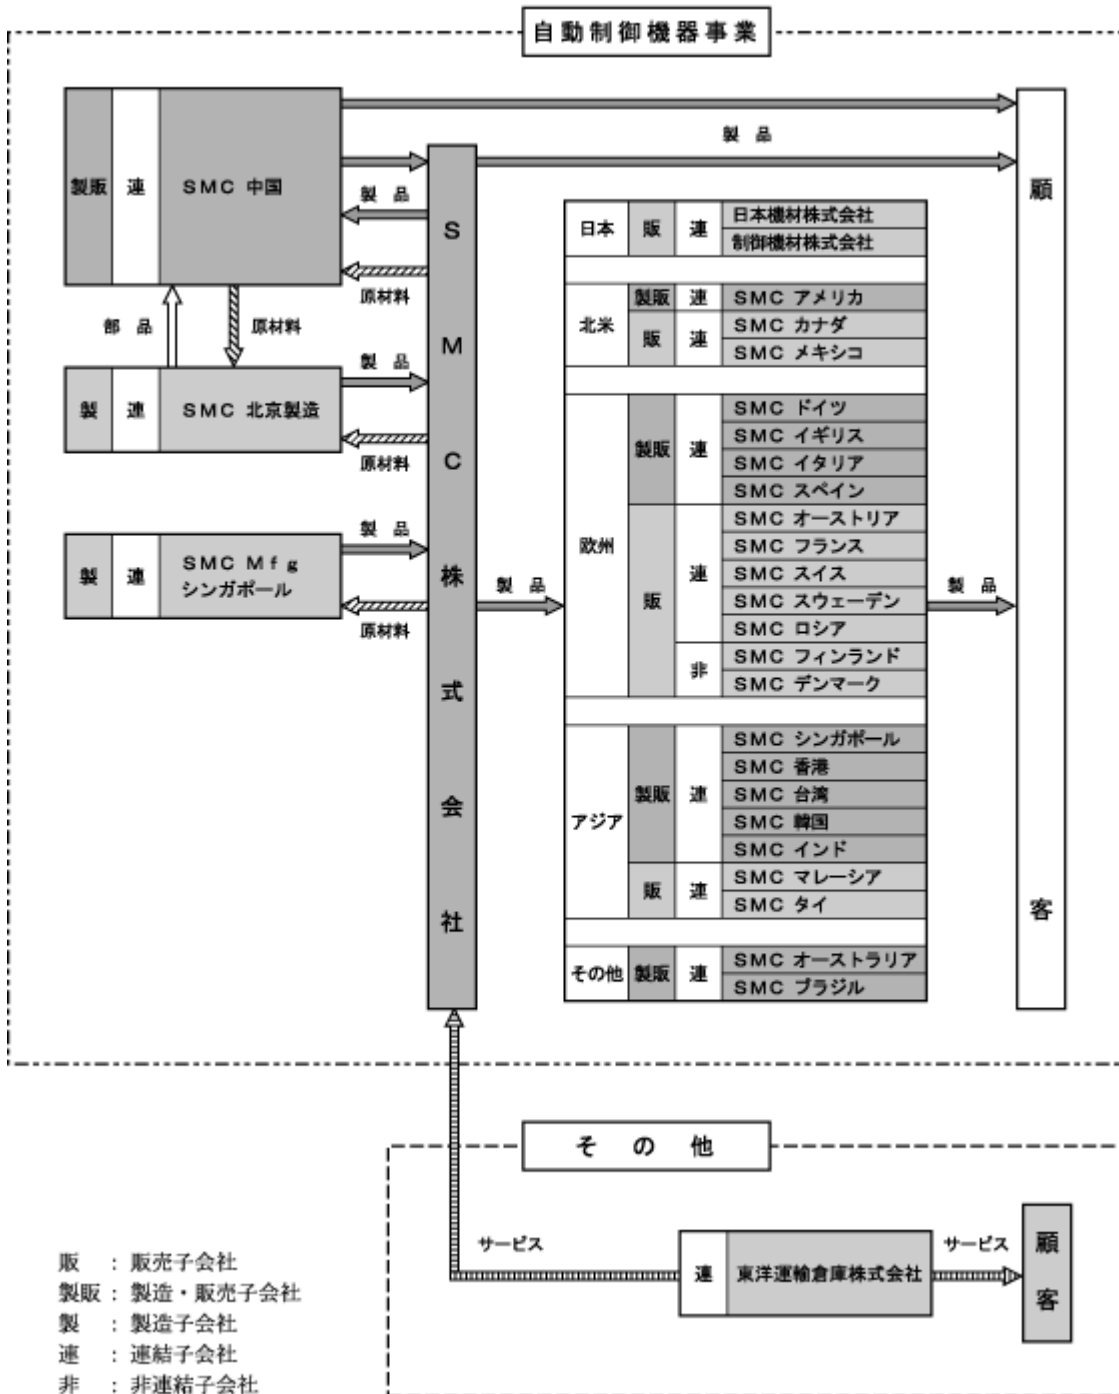 自動制御機器事業
製販 連 SMC 中国
製品
製品
原材料
部品
原材料
製 連 SMC 北京製造
製品
原材料
製 連 SMC Mfg
シンガポール
製品
原材料
SMC株式会社
製品
日本 販 連 日本機材株式会社
制御機材株式会社
北米 製販 連 SMC アメリカ
販 連 SMC カナダ
SMC メキシコ
欧州 製販 連 SMC ドイツ
SMC イギリス
SMC イタリア
SMC スペイン
販 連 SMC オーストリア
SMC フランス
SMC スイス
SMC スウェーデン
SMC ロシア
非 SMC フィンランド
SMC デンマーク
アジア 製販 連 SMC シンガポール
SMC 香港
SMC 台湾
SMC 韓国
SMC インド
販 連 SMC マレーシア
SMC タイ
その他 製販 連 SMC オーストラリア
SMC ブラジル
製品
顧客
その他
サービス
連 東洋運輸倉庫株式会社
サービス
顧客
販 : 販売子会社
製販 : 製造・販売子会社
製 : 製造子会社
連 : 連結子会社
非 : 非連結子会社